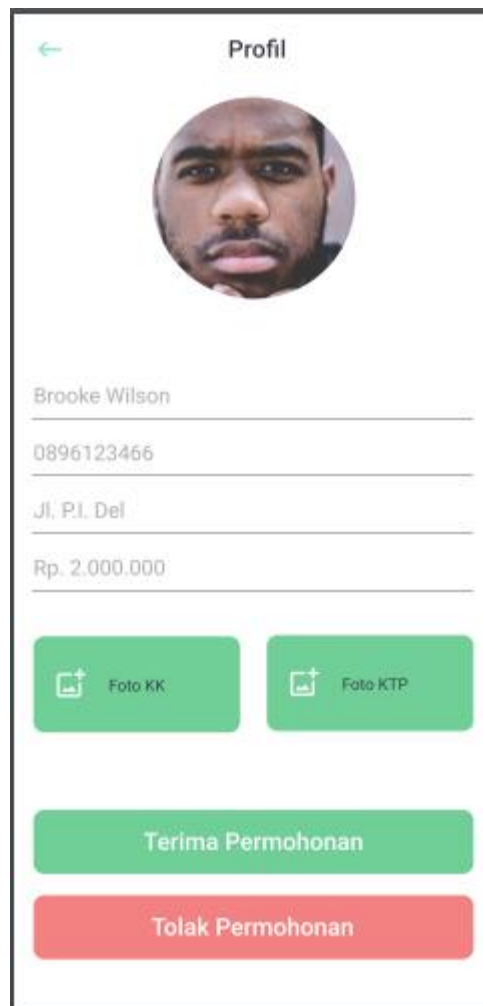 Profil
Brooke Wilson
0896123466
Jl. P.I. Del
Rp. 2.000.000
Foto KK
Foto KTP
Terima Permohonan
Tolak Permohonan